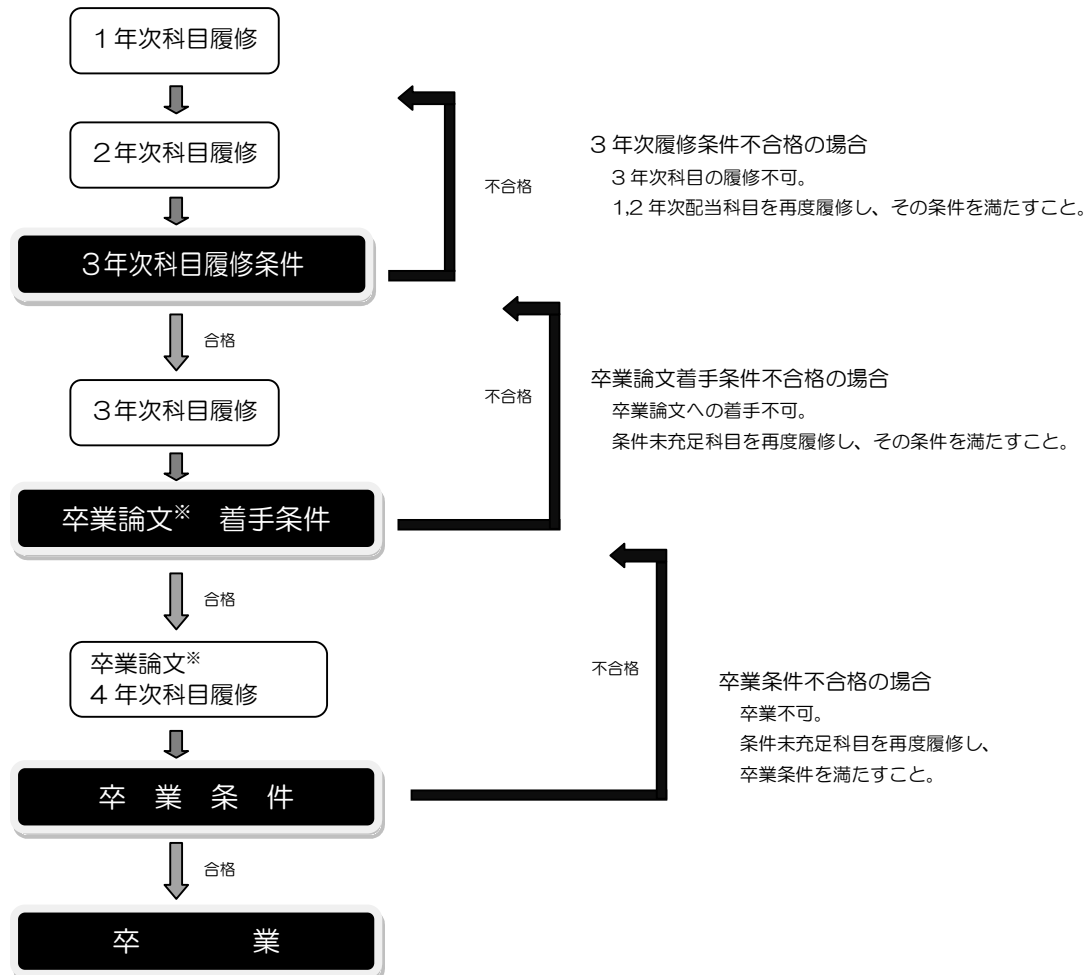 1年次科目履修
2年次科目履修
不合格
3年次履修条件不合格の場合
3年次科目の履修不可。
1,2年次配当科目を再度履修し、その条件を満たすこと。
3年次科目履修条件
合格
3年次科目履修
不合格
卒業論文着手条件不合格の場合
卒業論文への着手不可。
条件未充足科目を再度履修し、その条件を満たすこと。
卒業論文※ 着手条件
合格
卒業論文※
4年次科目履修
不合格
卒業条件不合格の場合
卒業不可。
条件未充足科目を再度履修し、
卒業条件を満たすこと。
卒 業 条 件
合格
卒 業